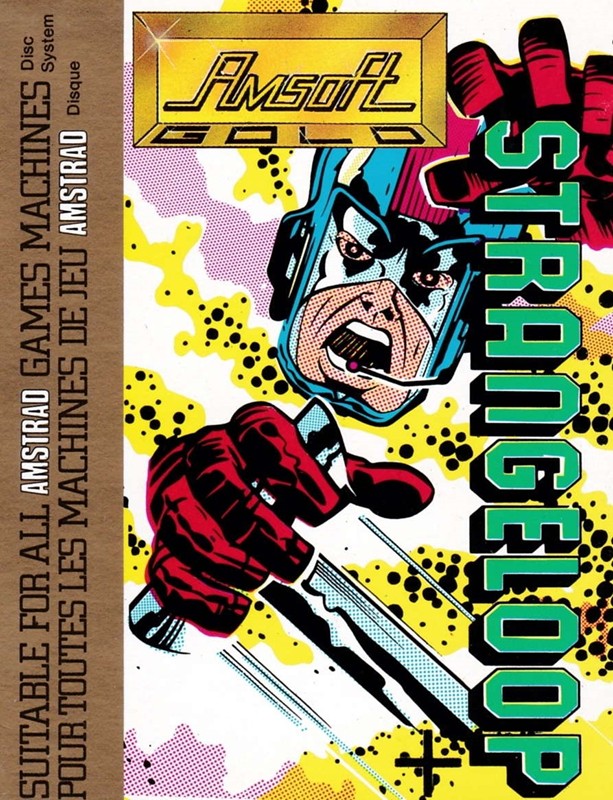 SUITABLE FOR ALL AMSTRAD GAMES MACHINES Disc System
POUR TOUTES LES MACHINES DE JEU AMSTRAD Disque
Amsoft
GOLD
STRANGELOOP
+